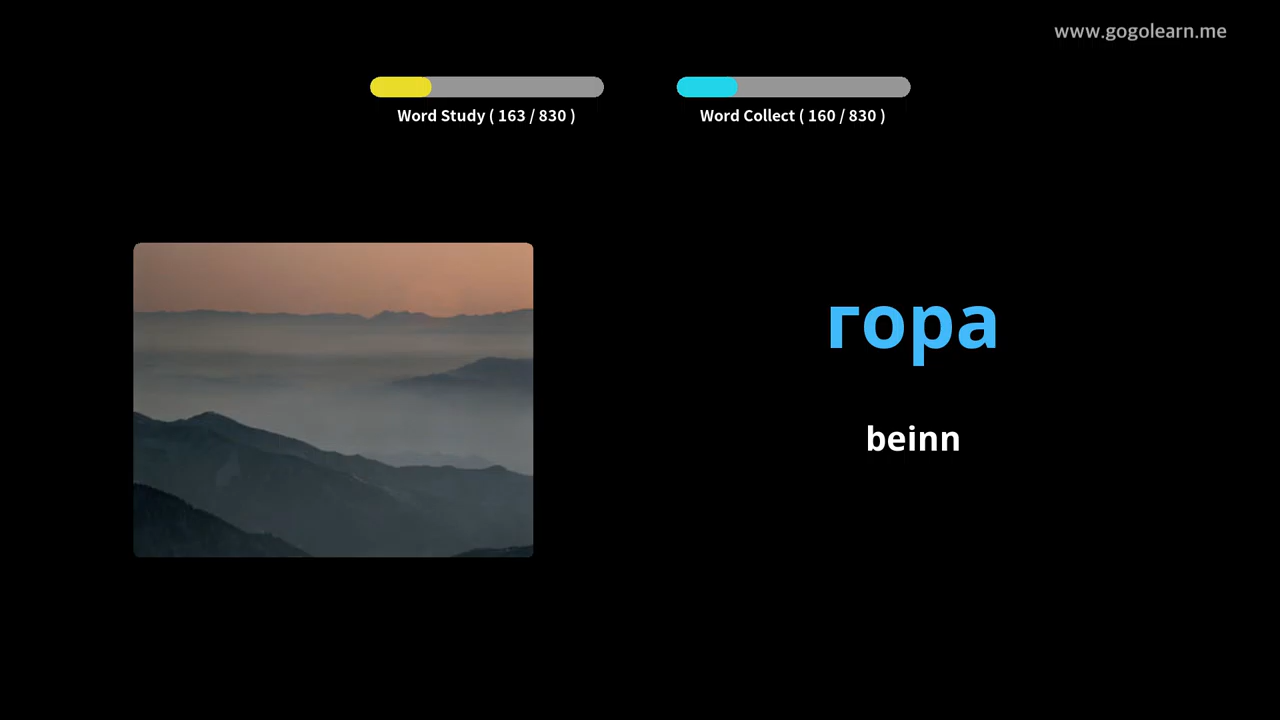 www.gogolearn.me
Word Study ( 163 / 830 )
Word Collect ( 160 / 830 )
гора
beinn